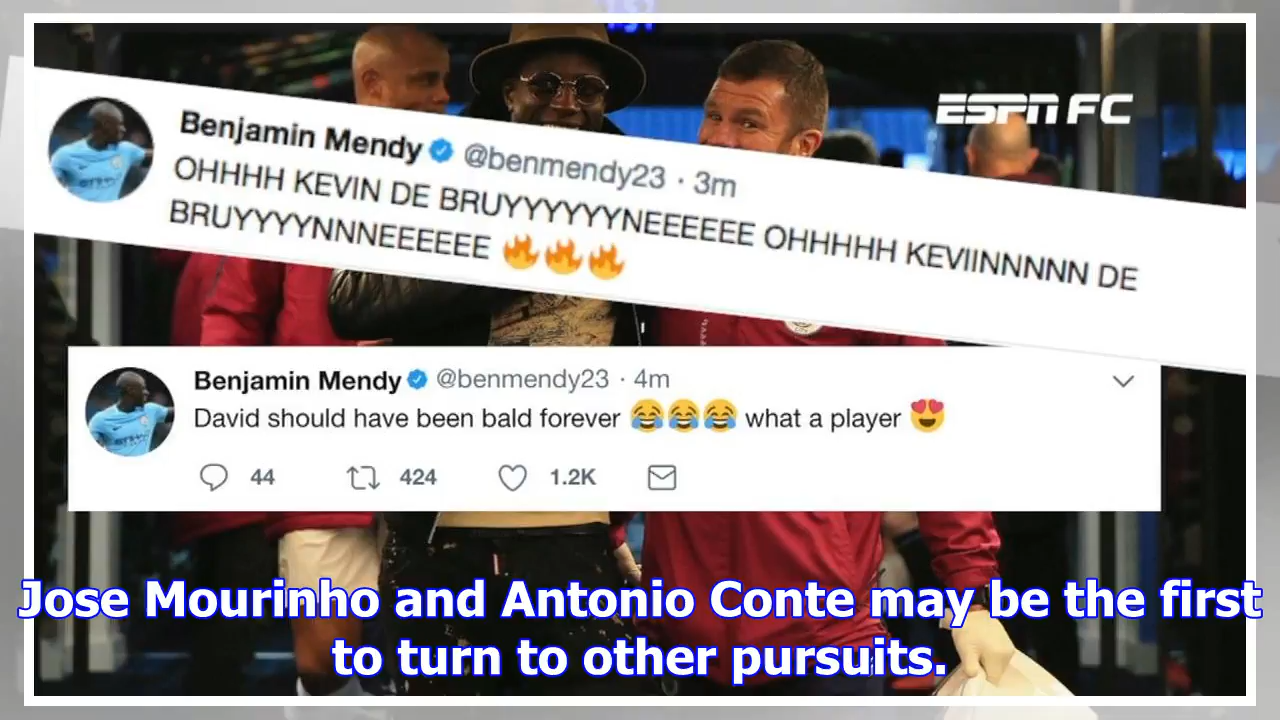 ESPN FC
Benjamin Mendy @benmendy23 · 3m
OHHHH KEVIN DE BRUYYYYYYYNEEEEEE OHHHHH KEVIINNNNN DE
BRUYYYYNNNEEEEEE 🔥🔥🔥
Benjamin Mendy @benmendy23 · 4m
David should have been bald forever 😂😂😂 what a player 😍
44 424 1.2K
Jose Mourinho and Antonio Conte may be the first
to turn to other pursuits.